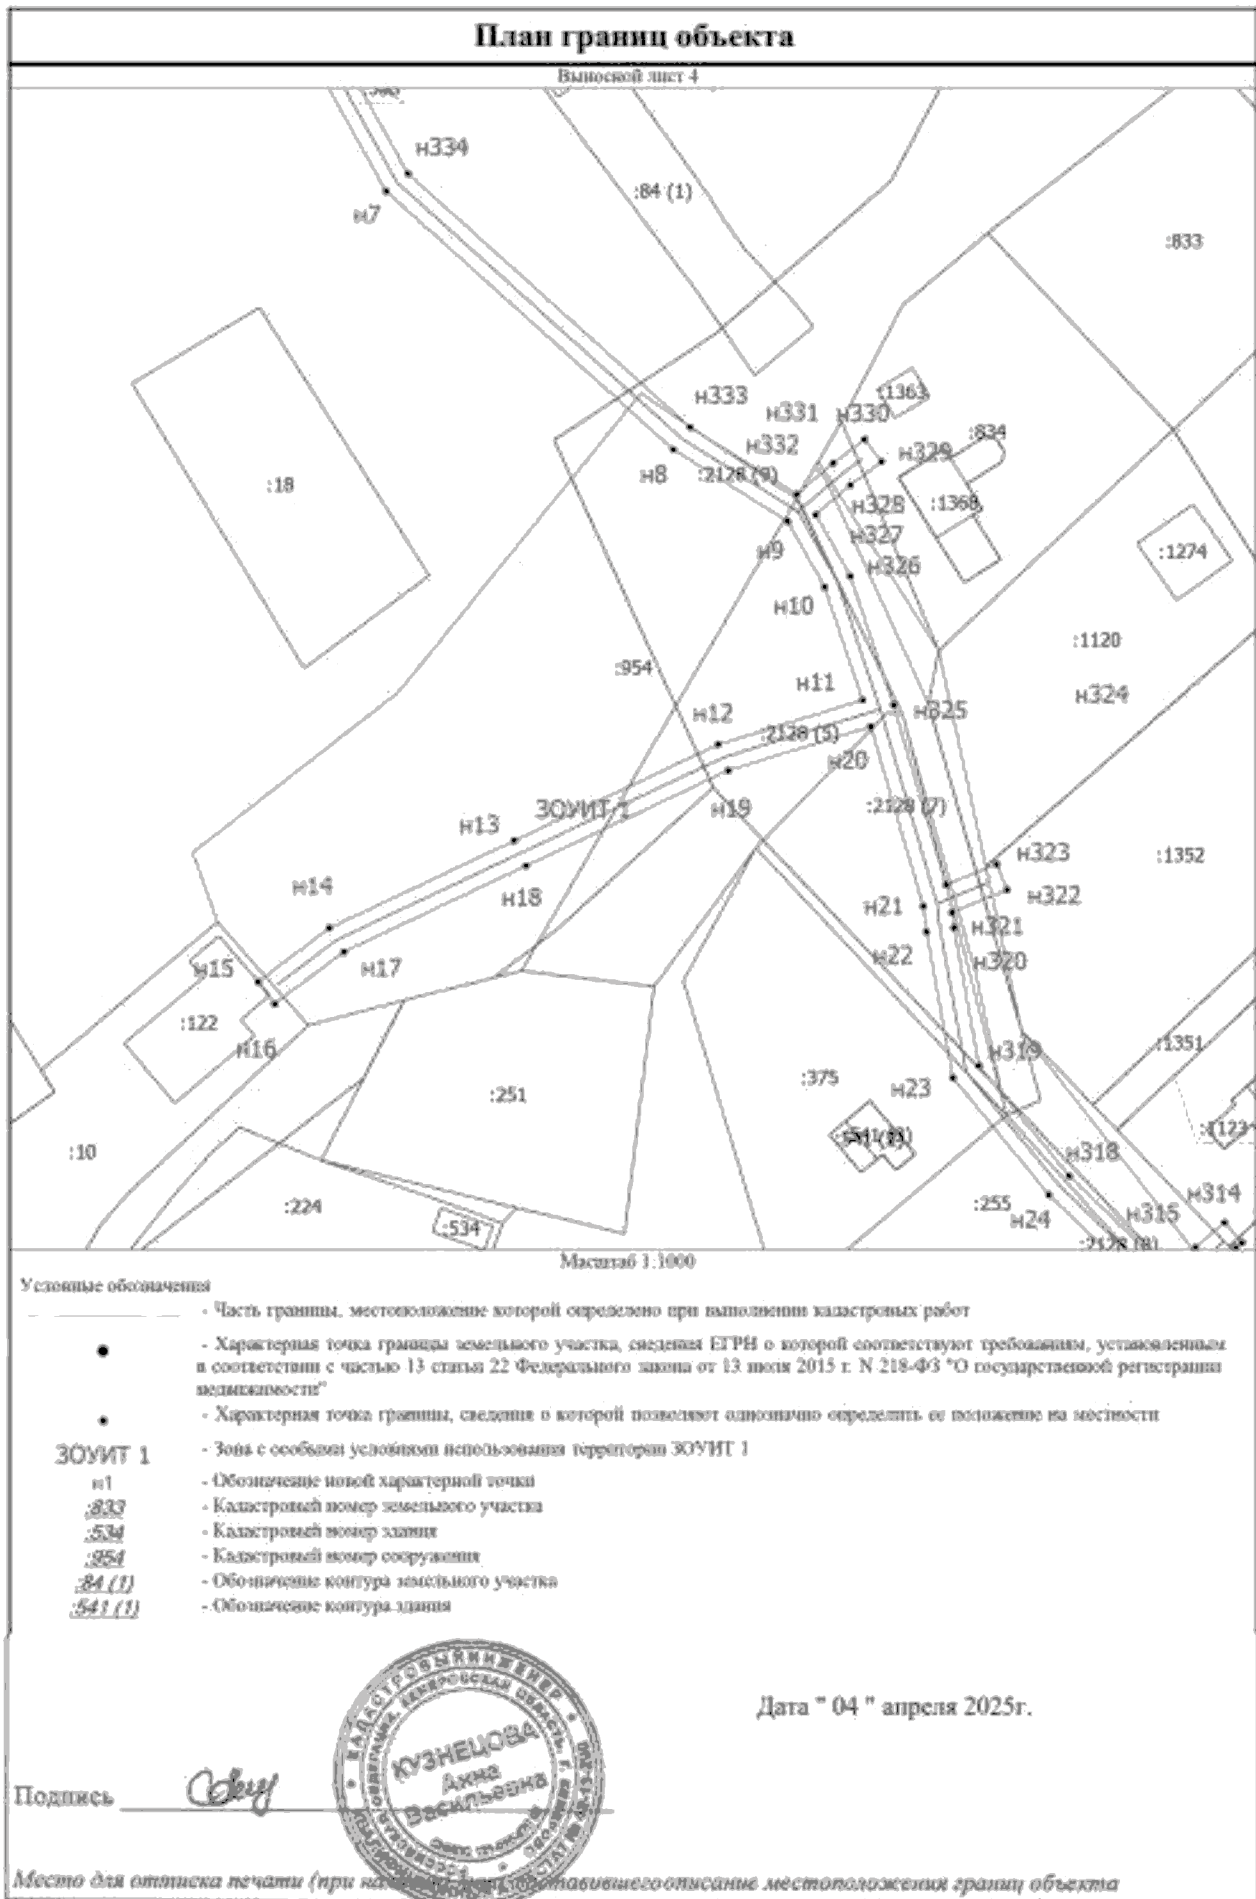 План границ объекта
Выноской лист 4
н334
:84 (1)
н7
:833
н333
н331
н330
:1363
н332
:834
н329
н8
:2128 (9)
:18
н328
:1368
н327
н9
:1274
н326
н10
:1120
:954
н11
н324
н12
н325
:2128 (5)
н20
:2128 (7)
н19
ЗОУИТ 1
н13
н323
:1352
н14
н322
н18
н21
н321
н22
н320
н15
н17
:122
н16
н319
:1351
:375
н23
:251
:1123
:10
н318
:224
:255
н24
н314
н315
:534
:2128 (8)
Масштаб 1:1000
Условные обозначения
- Часть границы, местоположение которой определено при выполнении кадастровых работ
- Характерная точка границы земельного участка, сведения ЕГРН о которой соответствуют требованиям, установленным
в соответствии с частью 13 статьи 22 Федерального закона от 13 июля 2015 г. N 218-ФЗ "О государственной регистрации
недвижимости"
- Характерная точка границы, сведения о которой позволяют однозначно определить ее положение на местности
ЗОУИТ 1 - Зона с особыми условиями использования территории ЗОУИТ 1
н1 - Обозначение новой характерной точки
:833 - Кадастровый номер земельного участка
:534 - Кадастровый номер здания
:954 - Кадастровый номер сооружения
:84 (1) - Обозначение контура земельного участка
:541 (1) - Обозначение контура здания
КАДАСТРОВЫЙ ИНЖЕНЕР
КУЗНЕЦОВА
Анна
Васильевна
Дата " 04 " апреля 2025г.
Подпись
Место для оттиска печати (при описание местоположения границ объекта